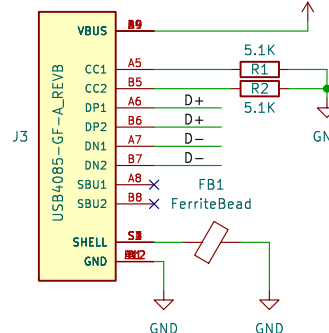 VBUS
CC1 A5
CC2 B5
DP1 A6
DP2 B6
DN1 A7
DN2 B7
SBU1 A8
SBU2 B8
SHELL
GND
USB4085-GF-A_REVB
J3
5.1K
R1
R2
5.1K
D+
D+
D-
D-
FB1
FerriteBead
GND
GND